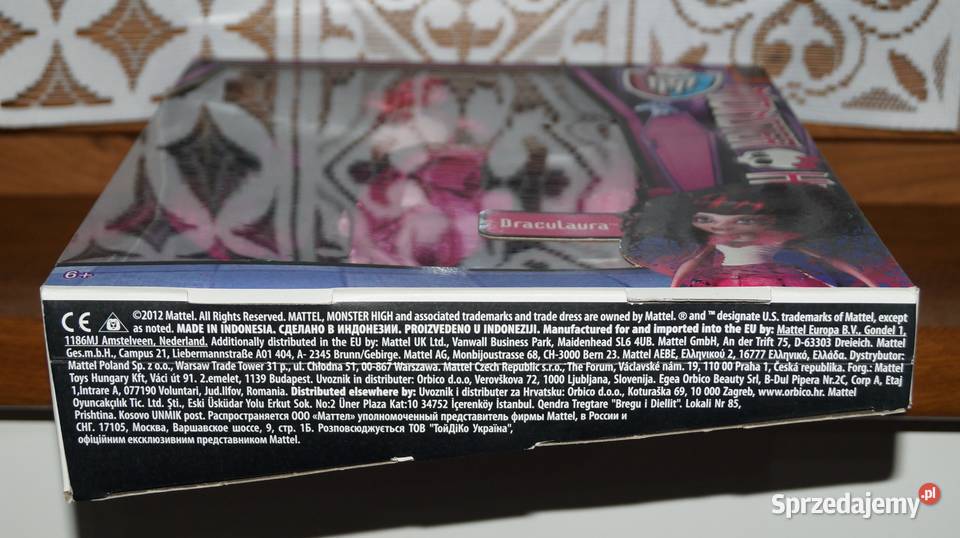 DracuLaura
6+
CE
©2012 Mattel. All Rights Reserved. MATTEL, MONSTER HIGH and associated trademarks and trade dress are owned by Mattel. ® and ™ designate U.S. trademarks of Mattel, except
as noted. MADE IN INDONESIA. СДЕЛАНО В ИНДОНЕЗИИ. PROIZVEDENO U INDONEZIJI. Manufactured for and imported into the EU by: Mattel Europa B.V., Gondel 1,
1186MJ Amstelveen, Nederland. Additionally distributed in the EU by: Mattel UK Ltd., Vanwall Business Park, Maidenhead SL6 4UB. Mattel GmbH, An der Trift 75, D-63303 Dreieich. Mattel
Ges.m.b.H., Campus 21, Liebermannstraße A01 404, A- 2345 Brunn/Gebirge. Mattel AG, Monbijoustrasse 68, CH-3000 Bern 23. Mattel ΑΕΒΕ, Ελληνικού 2, 16777 Ελληνικό, Ελλάδα. Dystrybutor:
Mattel Poland Sp. z o.o., Warsaw Trade Tower 31 p., ul. Chłodna 51, 00-867 Warszawa. Mattel Czech Republic s.r.o., The Forum, Václavské nám. 19, 110 00 Praha 1, Česká republika. Forg.: Mattel
Toys Hungary Kft, Váci út 91. 2.emelet, 1139 Budapest. Uvoznik in distributer: Orbico d.o.o, Verovškova 72, 1000 Ljubljana, Slovenija. Egea Orbico Beauty Srl, B-Dul Pipera Nr.2C, Corp A, Etaj
1,intrare A, 077190 Voluntari, Jud.Ilfov, Romania. Distributed elsewhere by: Uvoznik i distributer za Hrvatsku: Orbico d.o.o., Koturaška 69, 10 000 Zagreb, www.orbico.hr. Mattel
Oyuncakçılık Tic. Ltd. Şti., Eski Üsküdar Yolu Erkut Sok. No:2 Üner Plaza Kat:10 34752 İçerenköy İstanbul. Qendra Tregtare "Bregu i Diellit". Lokali Nr 85,
Prishtina. Kosovo UNMIK post. Распространяется ООО «Маттел» уполномоченный представитель фирмы Mattel, в России и
СНГ. 17105, Москва, Варшавское шоссе, 9, стр. 1Б. Розповсюджується ТОВ "ТойДіКо Україна",
офіційним ексклюзивним представником Mattel.
Sprzedajemy.pl